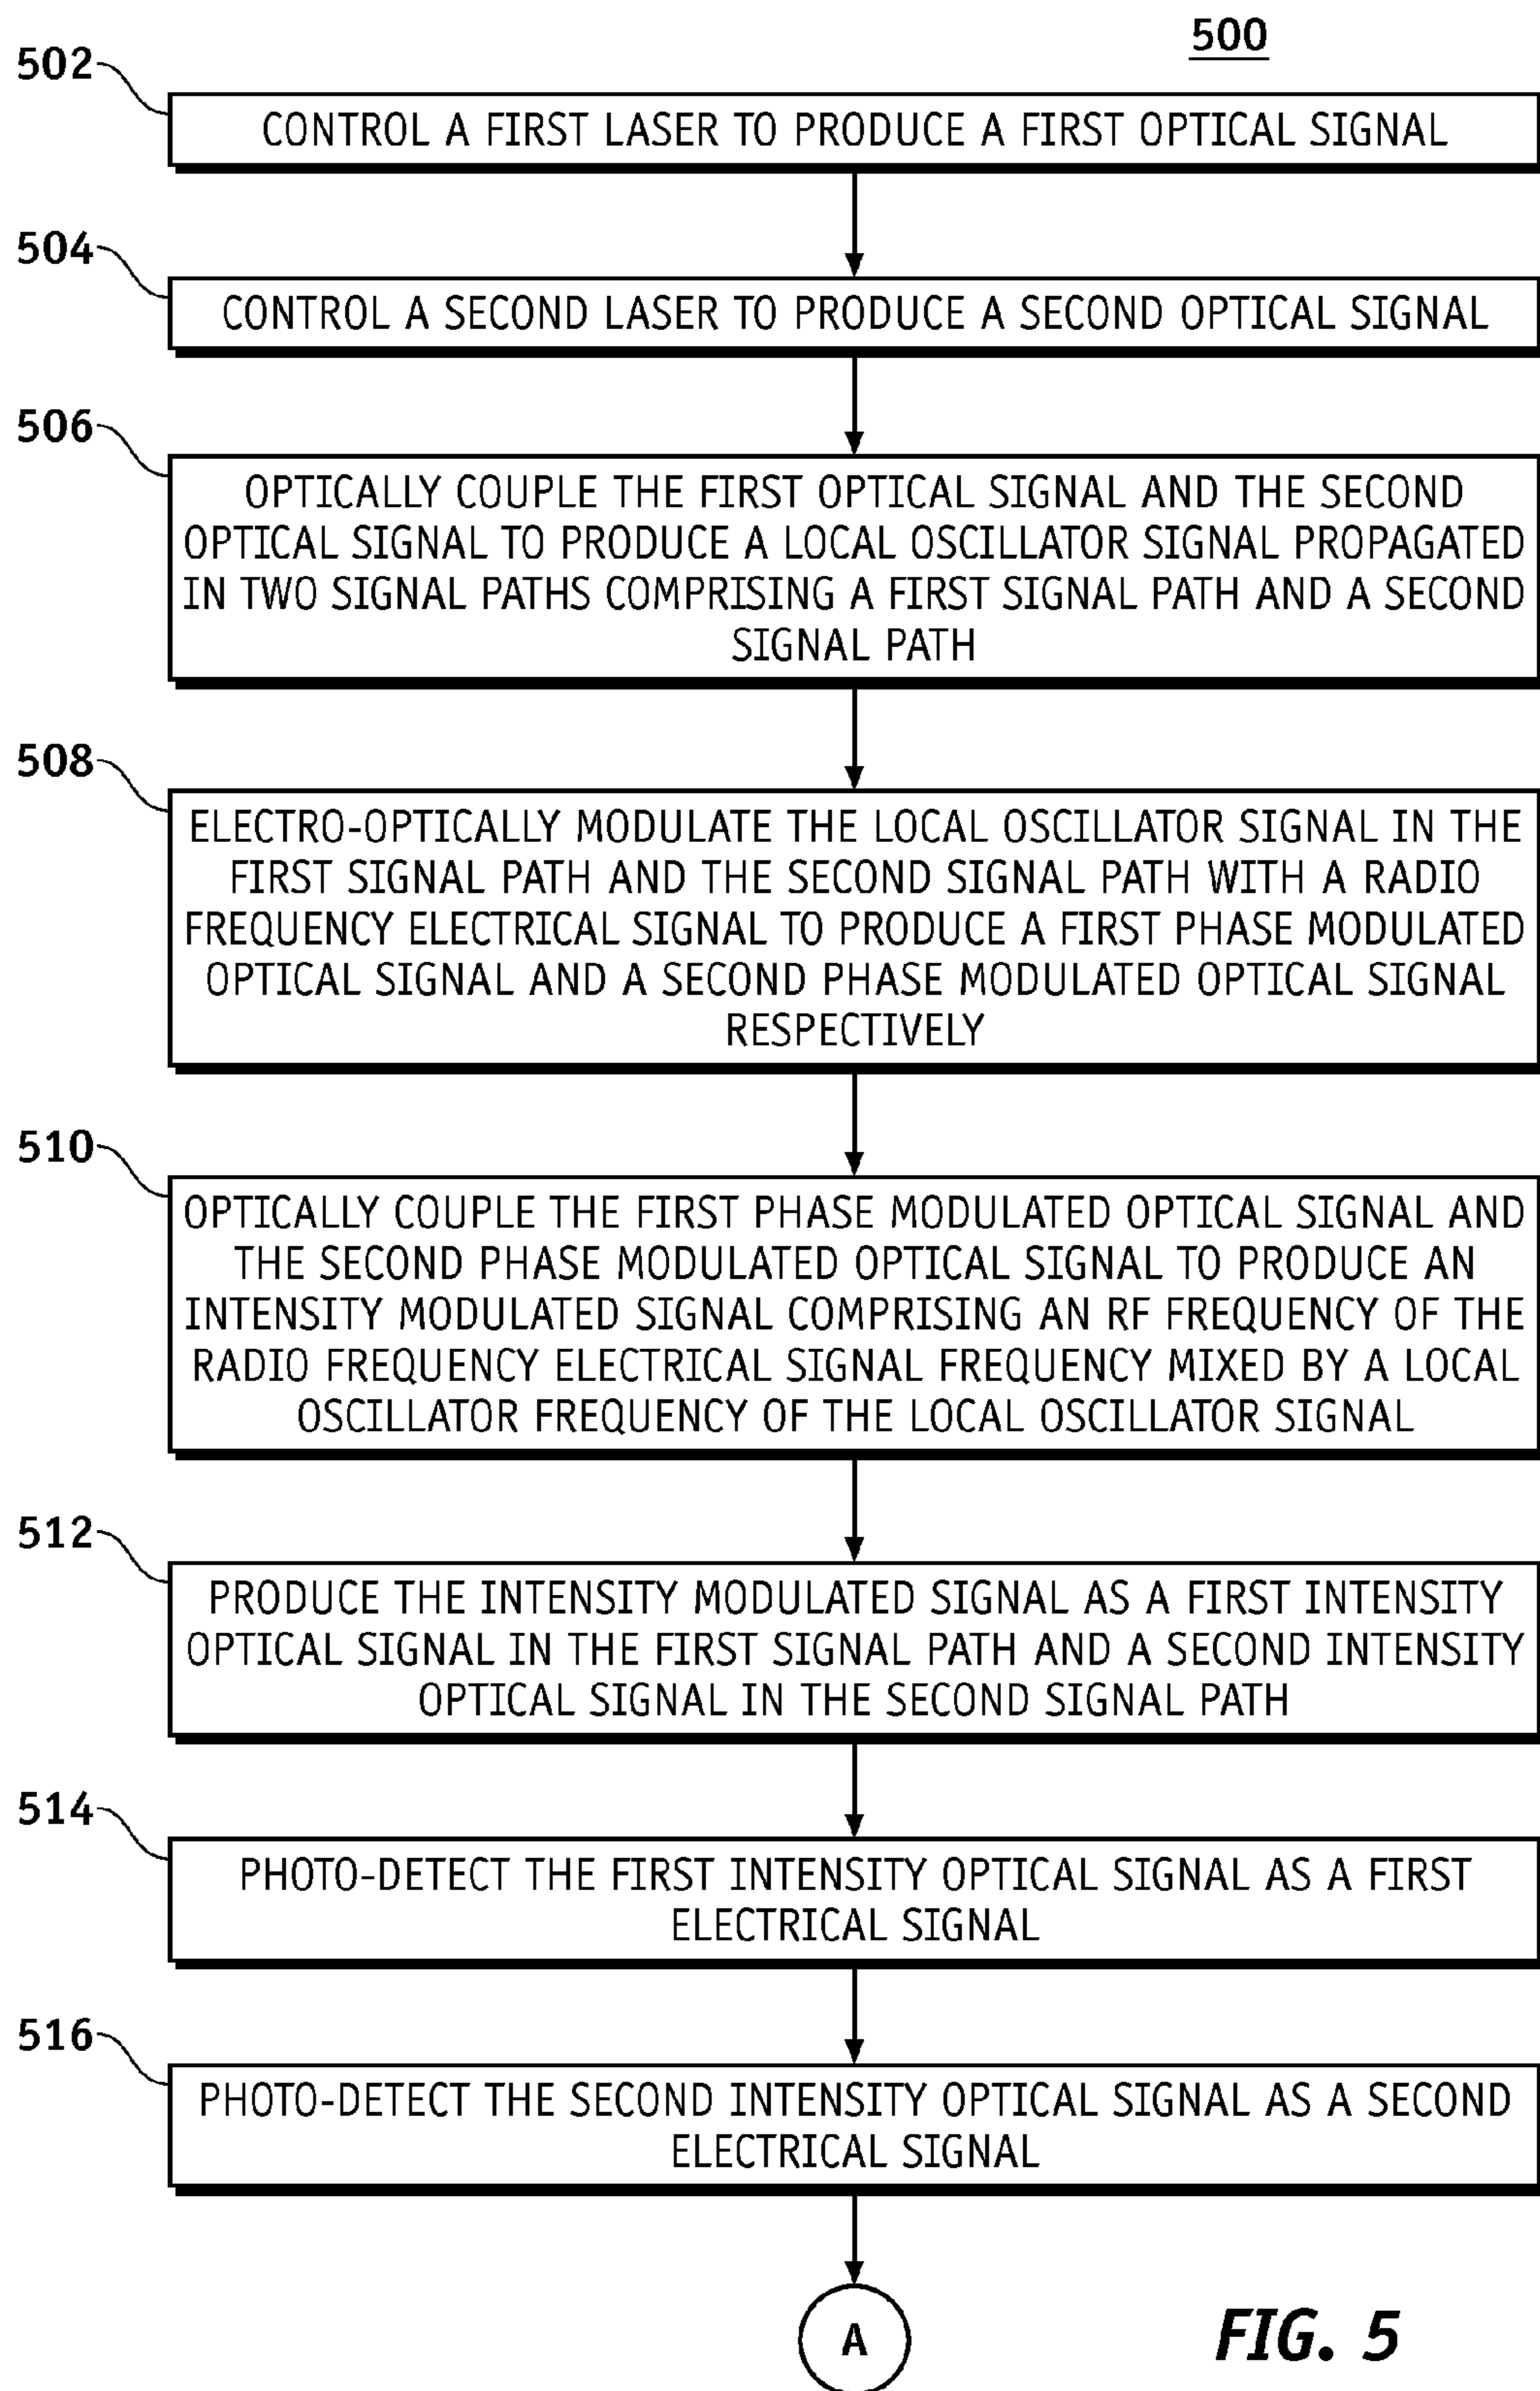 500
502
CONTROL A FIRST LASER TO PRODUCE A FIRST OPTICAL SIGNAL
504
CONTROL A SECOND LASER TO PRODUCE A SECOND OPTICAL SIGNAL
506
OPTICALLY COUPLE THE FIRST OPTICAL SIGNAL AND THE SECOND
OPTICAL SIGNAL TO PRODUCE A LOCAL OSCILLATOR SIGNAL PROPAGATED
IN TWO SIGNAL PATHS COMPRISING A FIRST SIGNAL PATH AND A SECOND
SIGNAL PATH
508
ELECTRO-OPTICALLY MODULATE THE LOCAL OSCILLATOR SIGNAL IN THE
FIRST SIGNAL PATH AND THE SECOND SIGNAL PATH WITH A RADIO
FREQUENCY ELECTRICAL SIGNAL TO PRODUCE A FIRST PHASE MODULATED
OPTICAL SIGNAL AND A SECOND PHASE MODULATED OPTICAL SIGNAL
RESPECTIVELY
510
OPTICALLY COUPLE THE FIRST PHASE MODULATED OPTICAL SIGNAL AND
THE SECOND PHASE MODULATED OPTICAL SIGNAL TO PRODUCE AN
INTENSITY MODULATED SIGNAL COMPRISING AN RF FREQUENCY OF THE
RADIO FREQUENCY ELECTRICAL SIGNAL FREQUENCY MIXED BY A LOCAL
OSCILLATOR FREQUENCY OF THE LOCAL OSCILLATOR SIGNAL
512
PRODUCE THE INTENSITY MODULATED SIGNAL AS A FIRST INTENSITY
OPTICAL SIGNAL IN THE FIRST SIGNAL PATH AND A SECOND INTENSITY
OPTICAL SIGNAL IN THE SECOND SIGNAL PATH
514
PHOTO-DETECT THE FIRST INTENSITY OPTICAL SIGNAL AS A FIRST
ELECTRICAL SIGNAL
516
PHOTO-DETECT THE SECOND INTENSITY OPTICAL SIGNAL AS A SECOND
ELECTRICAL SIGNAL
A
FIG. 5